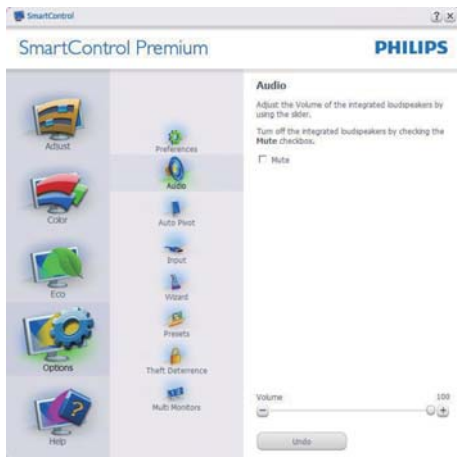 SmartControl
SmartControl Premium
PHILIPS
Adjust
Color
Eco
Options
Help
Preferences
Audio
Auto Pivot
Input
Wizard
Presets
Theft Deterrence
Multi Monitors
Audio
Adjust the Volume of the integrated loudspeakers by
using the slider.
Turn off the integrated loudspeakers by checking the
Mute checkbox.
Mute
Volume 100
Undo